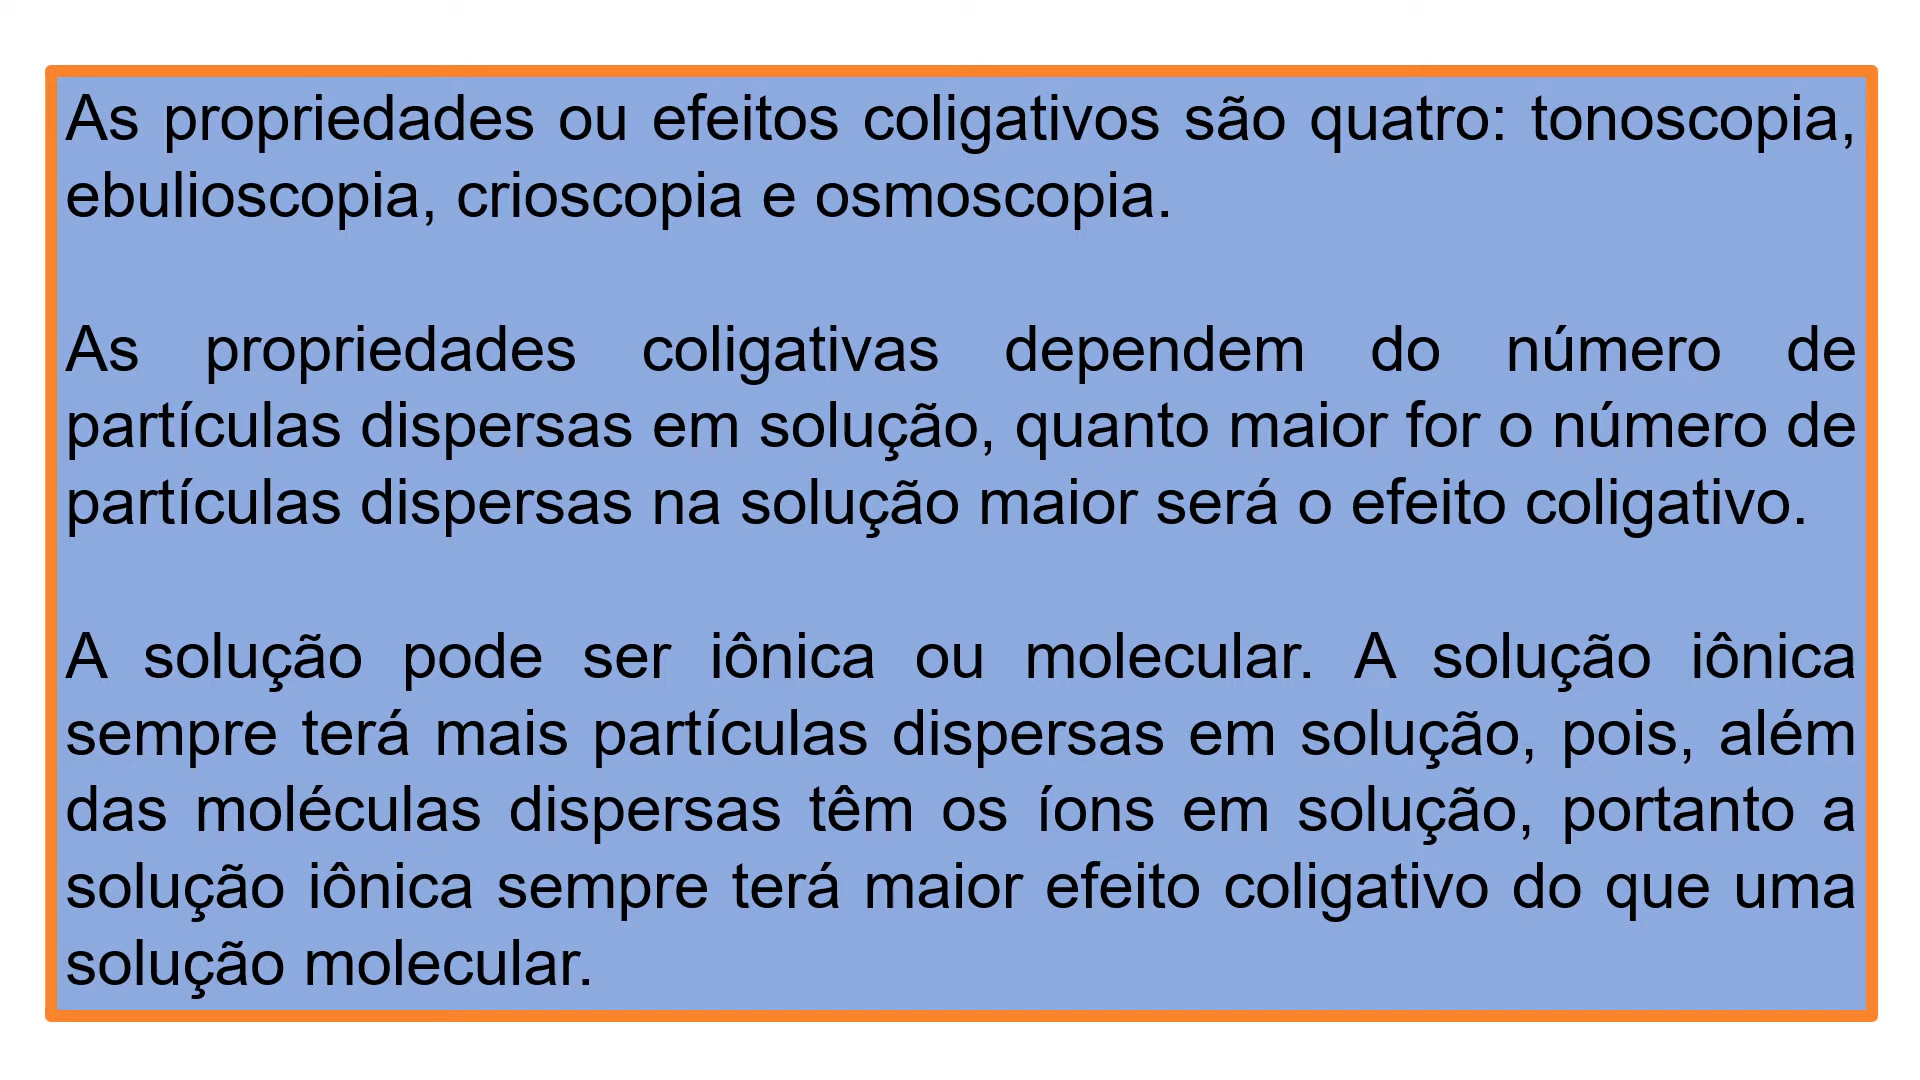 As propriedades ou efeitos coligativos são quatro: tonoscopia,
ebulioscopia, crioscopia e osmoscopia.
As propriedades coligativas dependem do número de
partículas dispersas em solução, quanto maior for o número de
partículas dispersas na solução maior será o efeito coligativo.
A solução pode ser iônica ou molecular. A solução iônica
sempre terá mais partículas dispersas em solução, pois, além
das moléculas dispersas têm os íons em solução, portanto a
solução iônica sempre terá maior efeito coligativo do que uma
solução molecular.